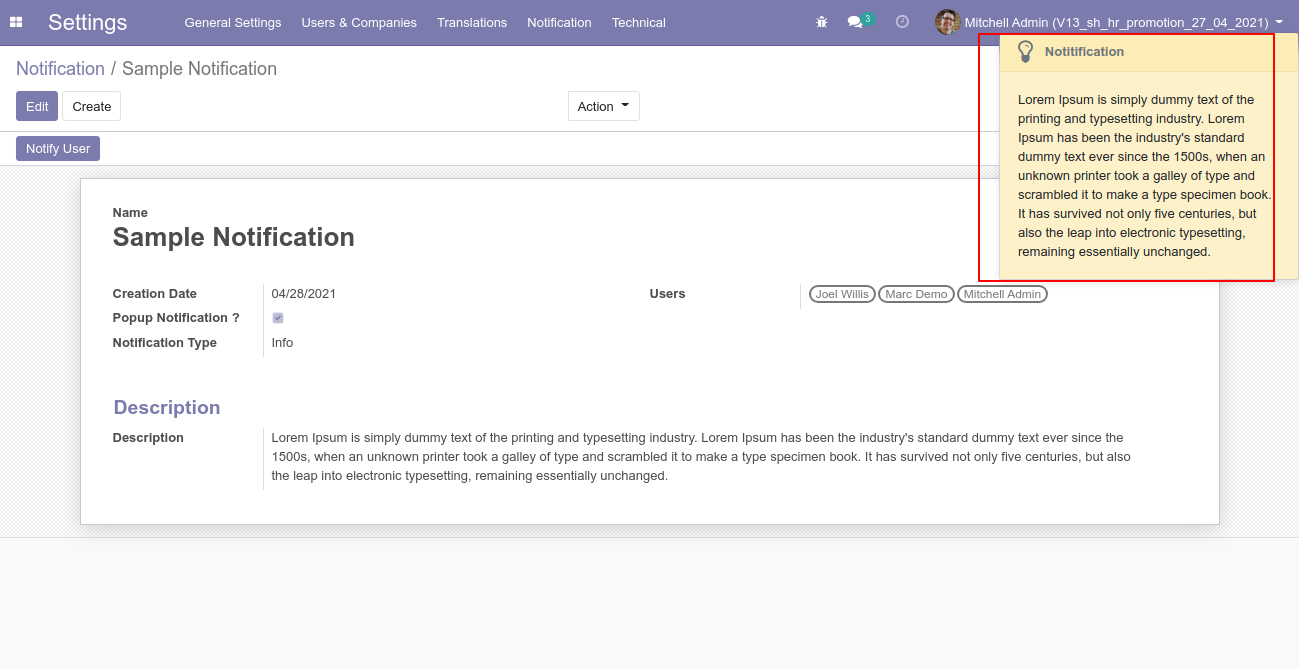 Settings General Settings Users & Companies Translations Notification Technical 3 Mitchell Admin (V13_sh_hr_promotion_27_04_2021)
Notification / Sample Notification
Edit Create Action
Notify User
Notitification
Lorem Ipsum is simply dummy text of the
printing and typesetting industry. Lorem
Ipsum has been the industry's standard
dummy text ever since the 1500s, when an
unknown printer took a galley of type and
scrambled it to make a type specimen book.
It has survived not only five centuries, but
also the leap into electronic typesetting,
remaining essentially unchanged.
Name
Sample Notification
Creation Date 04/28/2021
Popup Notification ?
Notification Type Info
Users Joel Willis Marc Demo Mitchell Admin
Description
Description Lorem Ipsum is simply dummy text of the printing and typesetting industry. Lorem Ipsum has been the industry's standard dummy text ever since the
1500s, when an unknown printer took a galley of type and scrambled it to make a type specimen book. It has survived not only five centuries, but also
the leap into electronic typesetting, remaining essentially unchanged.